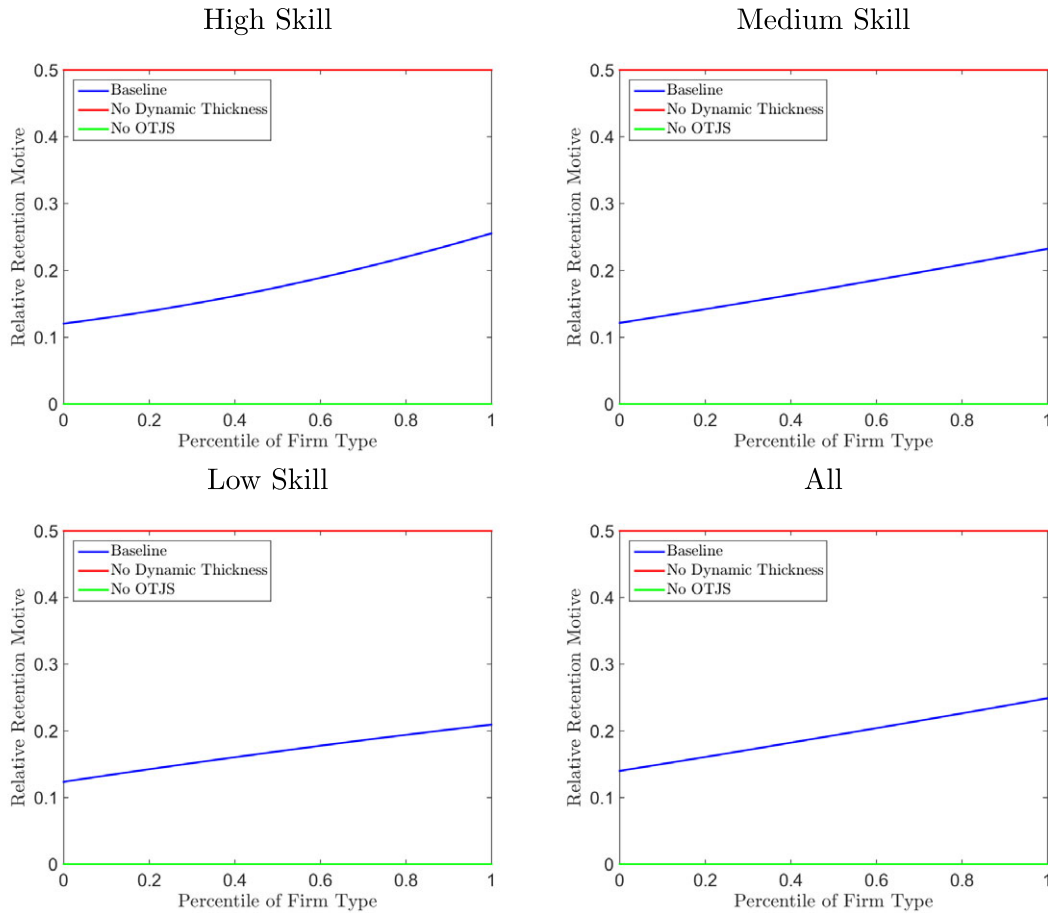 High Skill
0.5
0.4
0.3
0.2
0.1
0
Relative Retention Motive
Baseline
No Dynamic Thickness
No OTJS
0 0.2 0.4 0.6 0.8 1
Percentile of Firm Type
Medium Skill
0.5
0.4
0.3
0.2
0.1
0
Relative Retention Motive
Baseline
No Dynamic Thickness
No OTJS
0 0.2 0.4 0.6 0.8 1
Percentile of Firm Type
Low Skill
0.5
0.4
0.3
0.2
0.1
0
Relative Retention Motive
Baseline
No Dynamic Thickness
No OTJS
0 0.2 0.4 0.6 0.8 1
Percentile of Firm Type
All
0.5
0.4
0.3
0.2
0.1
0
Relative Retention Motive
Baseline
No Dynamic Thickness
No OTJS
0 0.2 0.4 0.6 0.8 1
Percentile of Firm Type